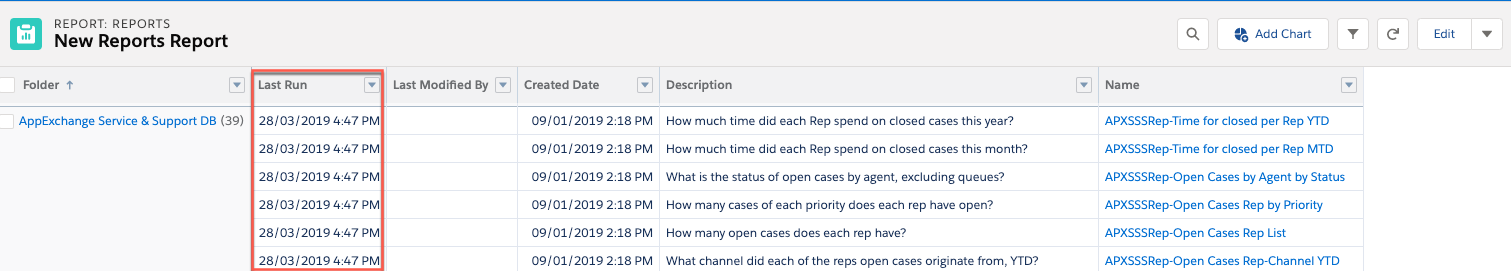 REPORT: REPORTS
New Reports Report
Add Chart Edit
Folder ↑ Last Run Last Modified By Created Date Description Name
AppExchange Service & Support DB (39) 28/03/2019 4:47 PM 09/01/2019 2:18 PM How much time did each Rep spend on closed cases this year? APXSSSRep-Time for closed per Rep YTD
28/03/2019 4:47 PM 09/01/2019 2:18 PM How much time did each Rep spend on closed cases this month? APXSSSRep-Time for closed per Rep MTD
28/03/2019 4:47 PM 09/01/2019 2:18 PM What is the status of open cases by agent, excluding queues? APXSSSRep-Open Cases by Agent by Status
28/03/2019 4:47 PM 09/01/2019 2:18 PM How many cases of each priority does each rep have open? APXSSSRep-Open Cases Rep by Priority
28/03/2019 4:47 PM 09/01/2019 2:18 PM How many open cases does each rep have? APXSSSRep-Open Cases Rep List
28/03/2019 4:47 PM 09/01/2019 2:18 PM What channel did each of the reps open cases originate from, YTD? APXSSSRep-Open Cases Rep-Channel YTD